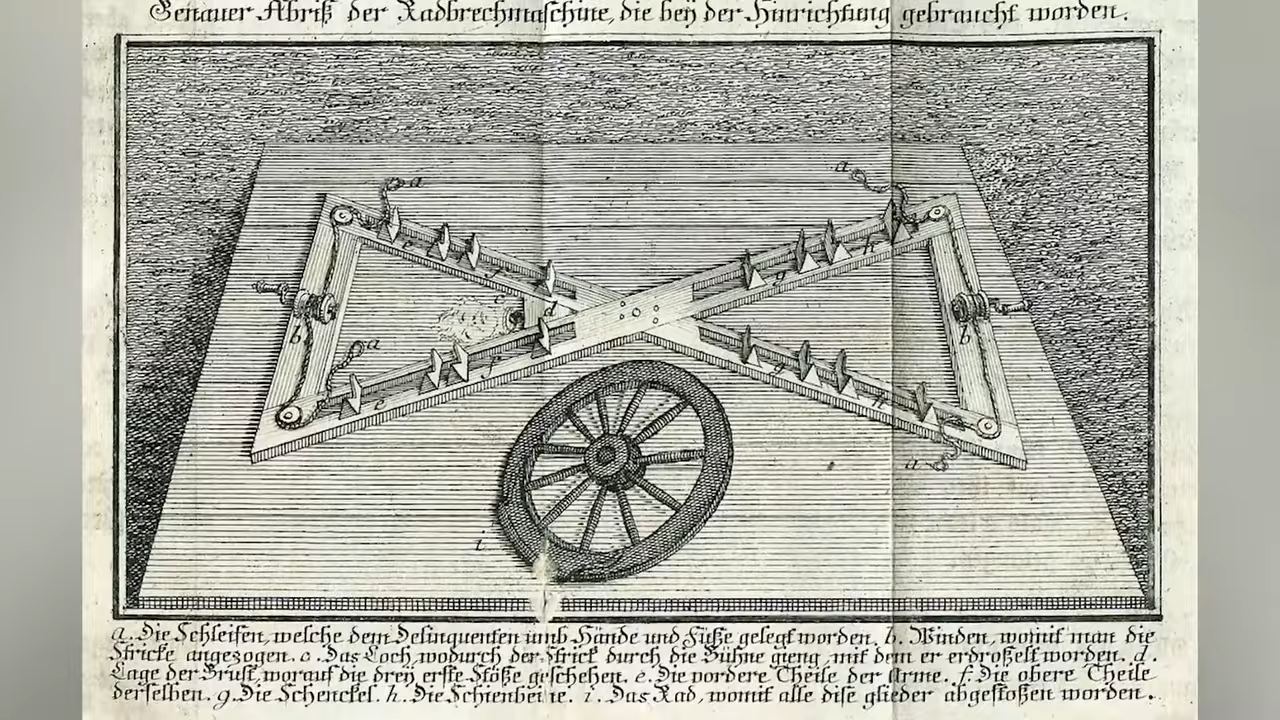 Genauer Abriß der Radbrechmaschine, die bey der Hinrichtung gebraucht worden.
a
a
b
c
d
e
f
f
g
g
h
h
b
a
a
i
a. Die Schleifen, welche dem Delinquenten umb Hände und Füße gelegt worden. b. Winden, womit man die
Stricke angezogen. c. Das Loch, wodurch der Strick durch die Bühne gieng, mit dem er erdroßelt worden. d.
Lage der Brust, worauf die drey erste Stöße geschehen. e. Die vordere Theile der Arme. f. Die obere Theile
derselben. g. Die Schenckel. h. Die Schienbeine. i. Das Rad, womit alle dise glieder abgestoßen worden.